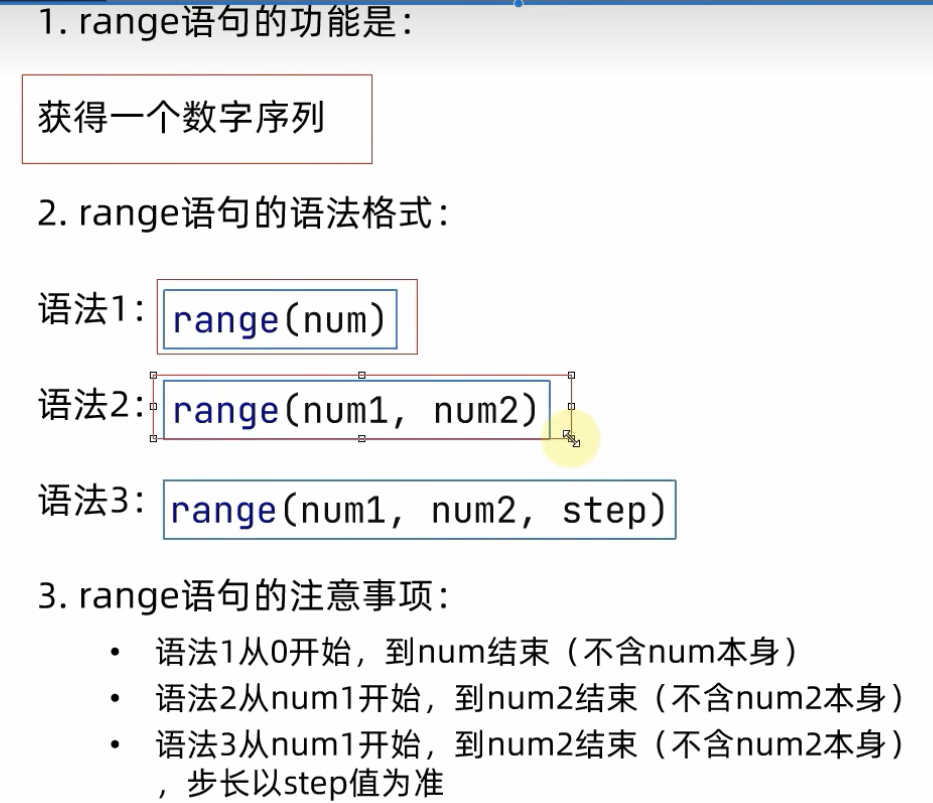 1. range语句的功能是：
获得一个数字序列
2. range语句的语法格式：
语法1：range(num)
语法2：range(num1, num2)
语法3：range(num1, num2, step)
3. range语句的注意事项：
• 语法1从0开始，到num结束（不含num本身）
• 语法2从num1开始，到num2结束（不含num2本身）
• 语法3从num1开始，到num2结束（不含num2本身）
，步长以step值为准